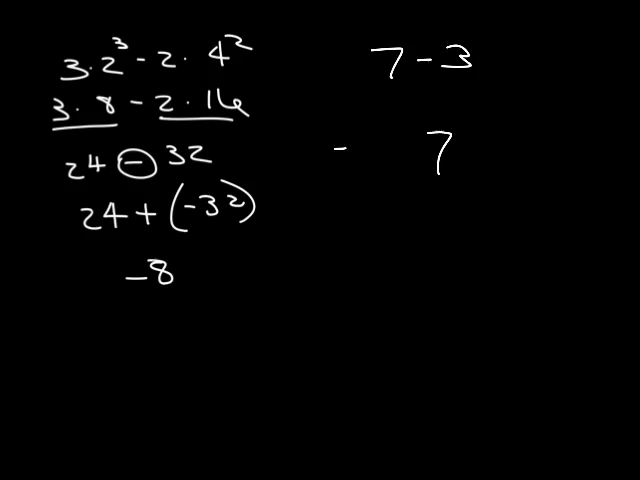 3·2³ - 2·4²
3·8 - 2·16
24 - 32
24 + (-32)
-8
7 - 3
- 7